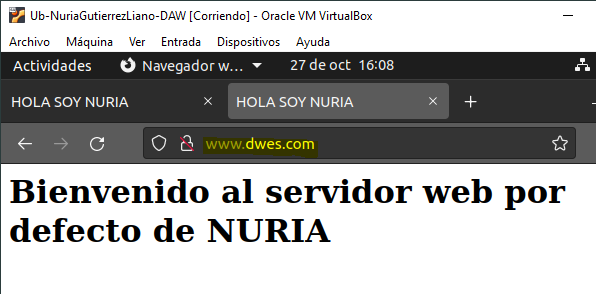 Ub-NuriaGutierrezLiano-DAW [Corriendo] - Oracle VM VirtualBox
Archivo Máquina Ver Entrada Dispositivos Ayuda
Actividades Navegador w… 27 de oct 16:08
HOLA SOY NURIA HOLA SOY NURIA
www.dwes.com
Bienvenido al servidor web por
defecto de NURIA